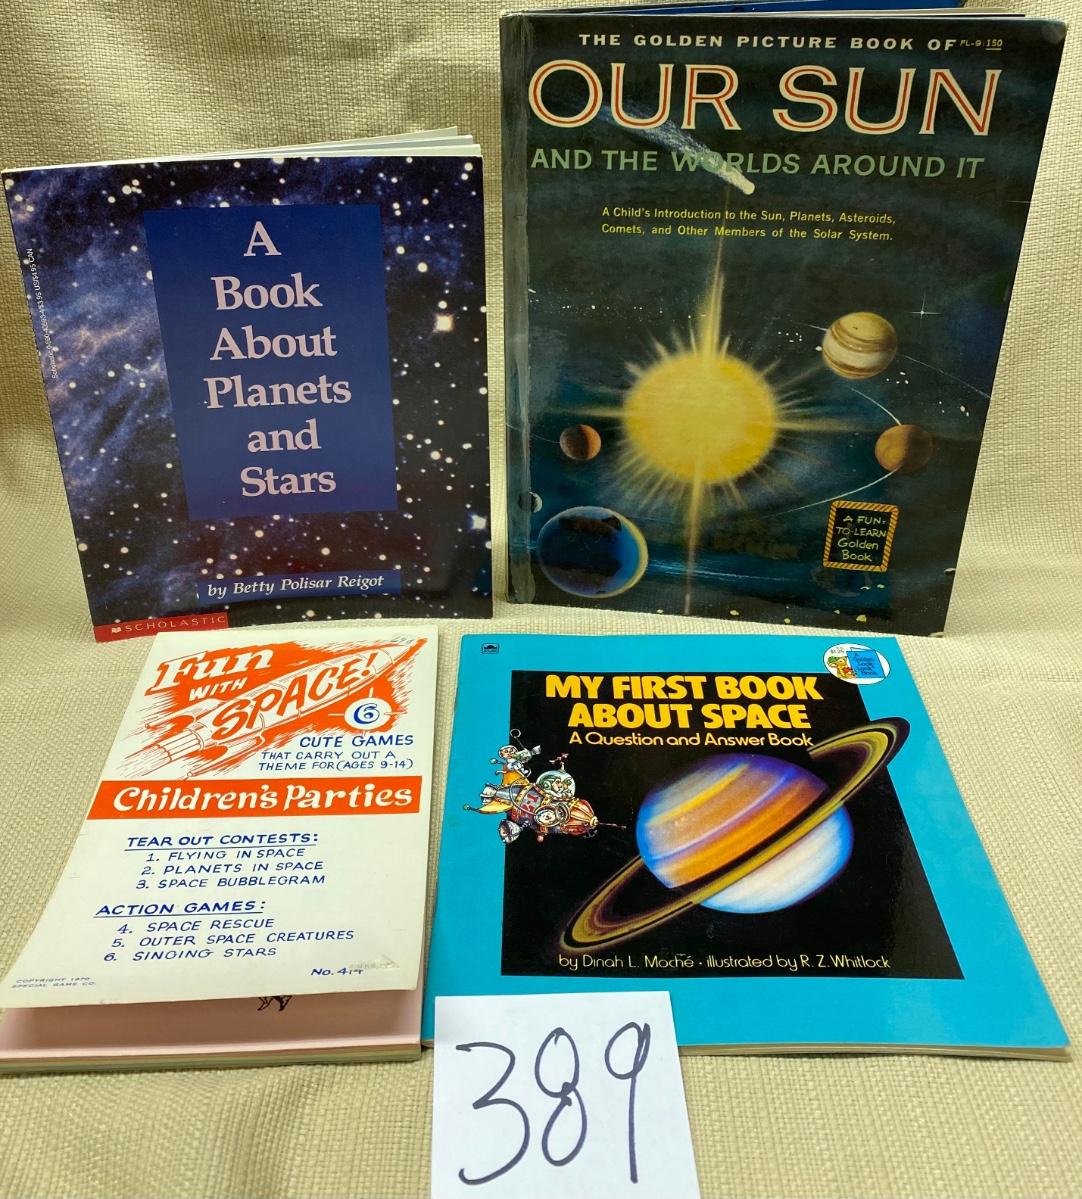 THE GOLDEN PICTURE BOOK OF FL-9:150
OUR SUN
AND THE WORLDS AROUND IT
A Child's Introduction to the Sun, Planets, Asteroids,
Comets, and Other Members of the Solar System.
A FUN-
TO-LEARN
Golden
Book
A
Book
About
Planets
and
Stars
by Betty Polisar Reigot
SCHOLASTIC
Fun
WITH
SPACE!
6
CUTE GAMES
THAT CARRY OUT A
THEME FOR (AGES 9-14)
Children's Parties
TEAR OUT CONTESTS:
1. FLYING IN SPACE
2. PLANETS IN SPACE
3. SPACE BUBBLEGRAM
ACTION GAMES:
4. SPACE RESCUE
5. OUTER SPACE CREATURES
6. SINGING STARS
COPYRIGHT 1970
SPECIAL GAME CO.
No.
MY FIRST BOOK
ABOUT SPACE
A Question and Answer Book
by Dinah L. Moché • illustrated by R. Z. Whitlock
389